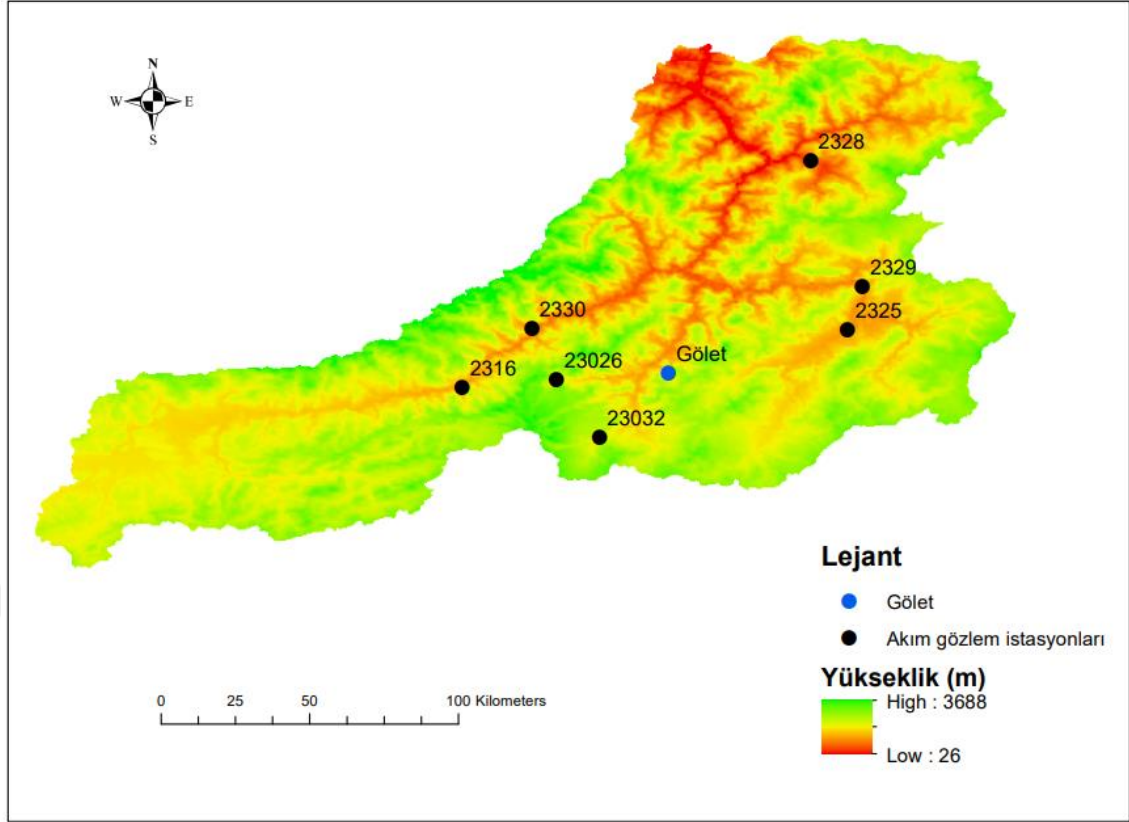 N
W E
S
2328
2329
2330
2325
Gölet
23026
2316
23032
Lejant
Gölet
Akım gözlem istasyonları
Yükseklik (m)
High : 3688
Low : 26
0 25 50 100 Kilometers